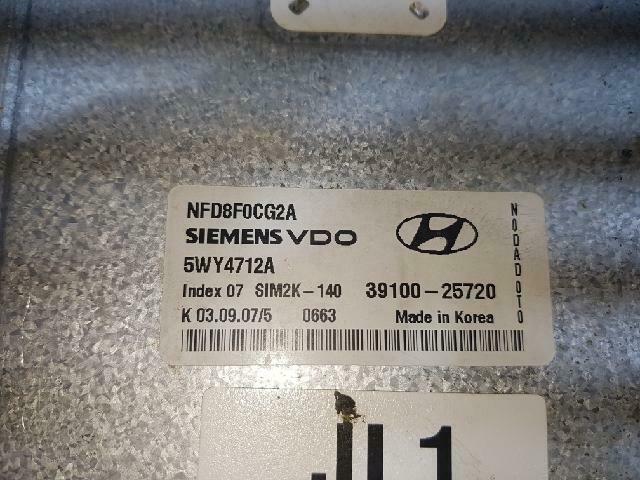 NFD8F0CG2A
SIEMENS VDO
5WY4712A
Index 07 SIM2K-140 39100-25720
K 03.09.07/5 0663 Made in Korea
NODADOTO
JL1